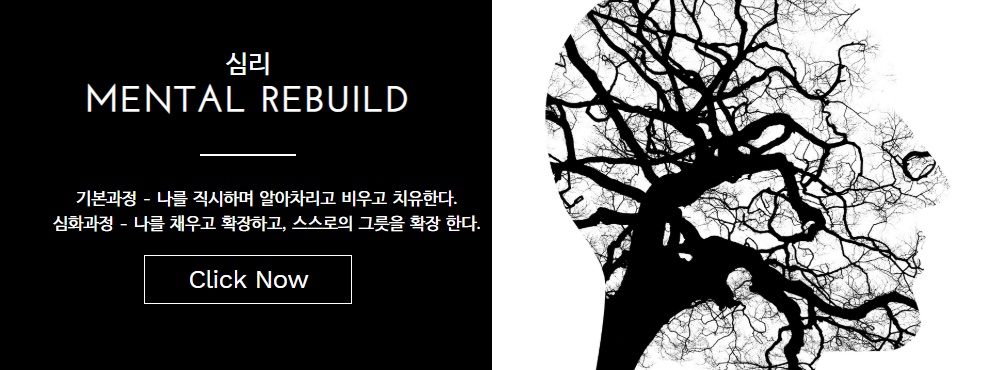 심리
MENTAL REBUILD
기본과정 - 나를 직시하며 알아차리고 비우고 치유한다.
심화과정 - 나를 채우고 확장하고, 스스로의 그릇을 확장 한다.
Click Now